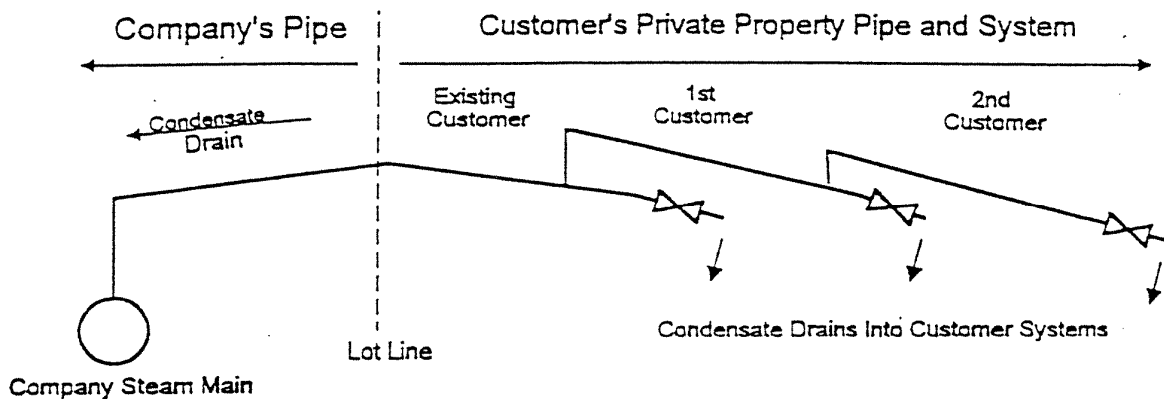 Company's Pipe
Customer's Private Property Pipe and System
Condensate
Drain
Existing
Customer
1st
Customer
2nd
Customer
Condensate Drains Into Customer Systems
Lot Line
Company Steam Main